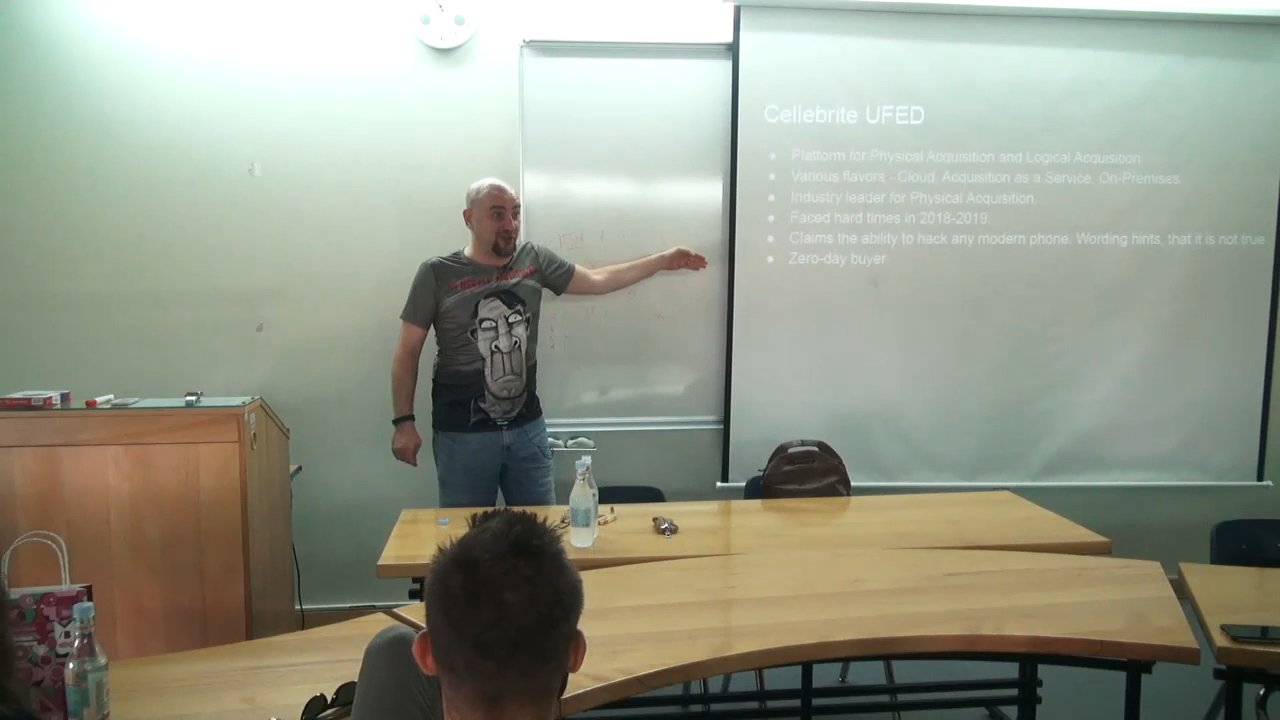 Cellebrite UFED
Platform for Physical Acquisition and Logical Acquisition.
Various flavors - Cloud, Acquisition as a Service, On-Premises.
Industry leader for Physical Acquisition.
Faced hard times in 2018-2019.
Claims the ability to hack any modern phone. Wording hints, that it is not true.
Zero-day buyer